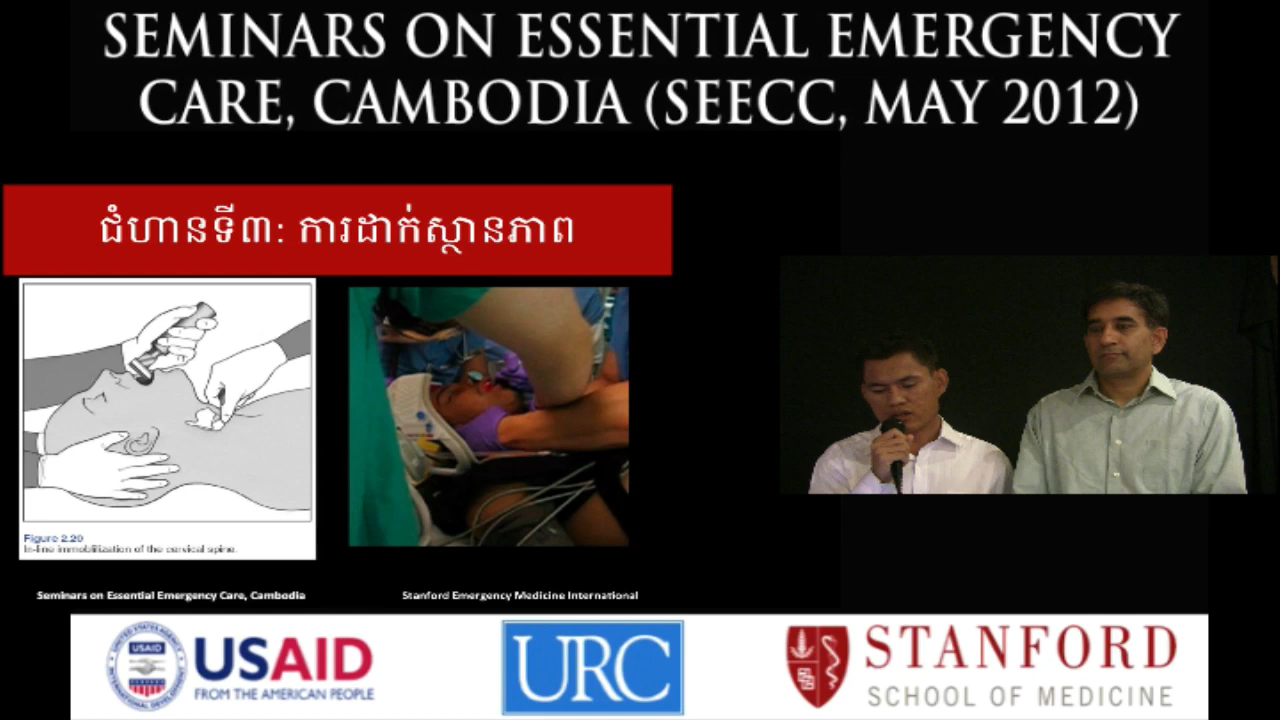 SEMINARS ON ESSENTIAL EMERGENCY
CARE, CAMBODIA (SEECC, MAY 2012)
ជំហានទី៣: ការដាក់ស្ថានភាព
Figure 2.20
In-line immobilization of the cervical spine.
Seminars on Essential Emergency Care, Cambodia
Stanford Emergency Medicine International
USAID
USAID
FROM THE AMERICAN PEOPLE
URC
STANFORD
SCHOOL OF MEDICINE